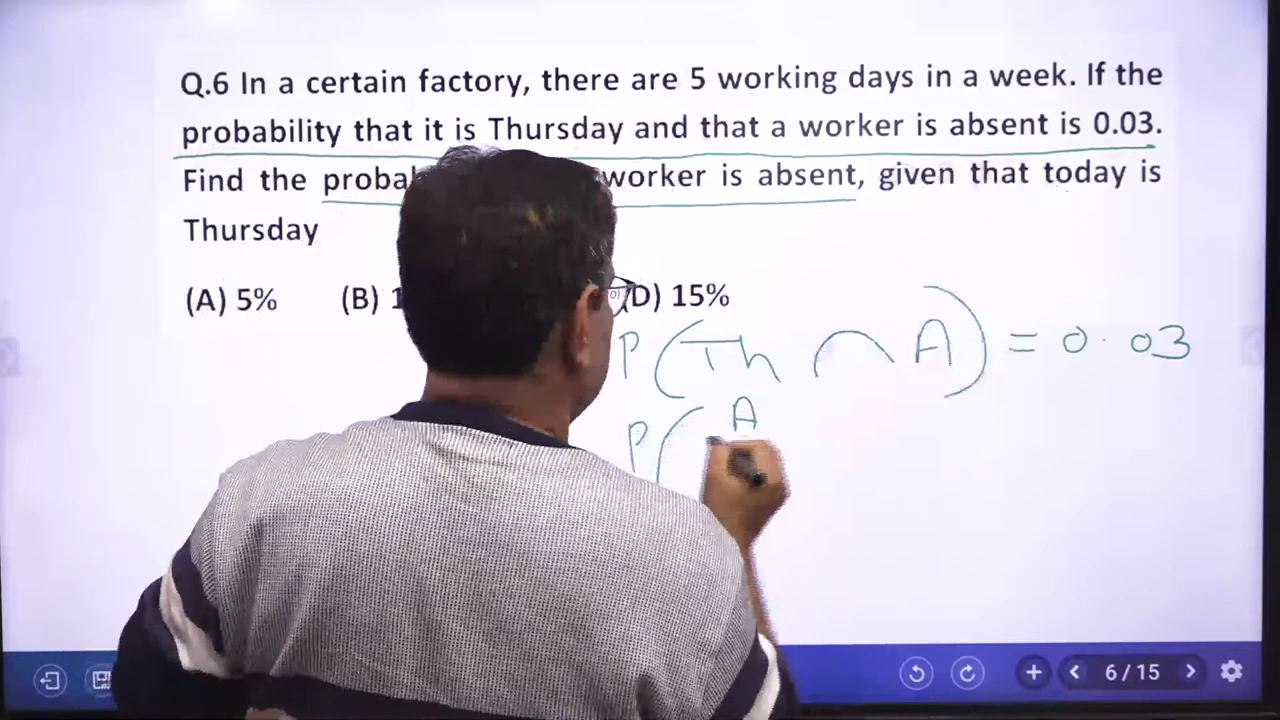 Q.6 In a certain factory, there are 5 working days in a week. If the
probability that it is Thursday and that a worker is absent is 0.03.
Find the worker is absent, given that today is
Thursday
(A) 5% (B) (D) 15%
P(Th ∩ A) = 0.03
P( A
6 / 15